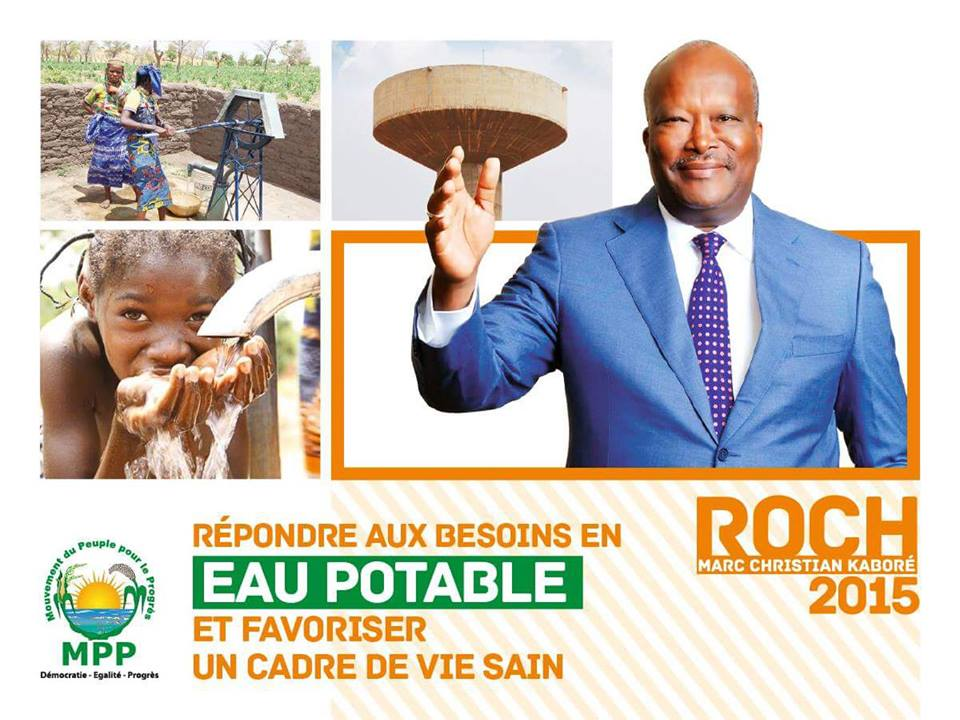 RÉPONDRE AUX BESOINS EN
EAU POTABLE
ET FAVORISER
UN CADRE DE VIE SAIN
ROCH
MARC CHRISTIAN KABORÉ
2015
Mouvement du Peuple pour le Progrès
MPP
Démocratie - Egalité - Progrès